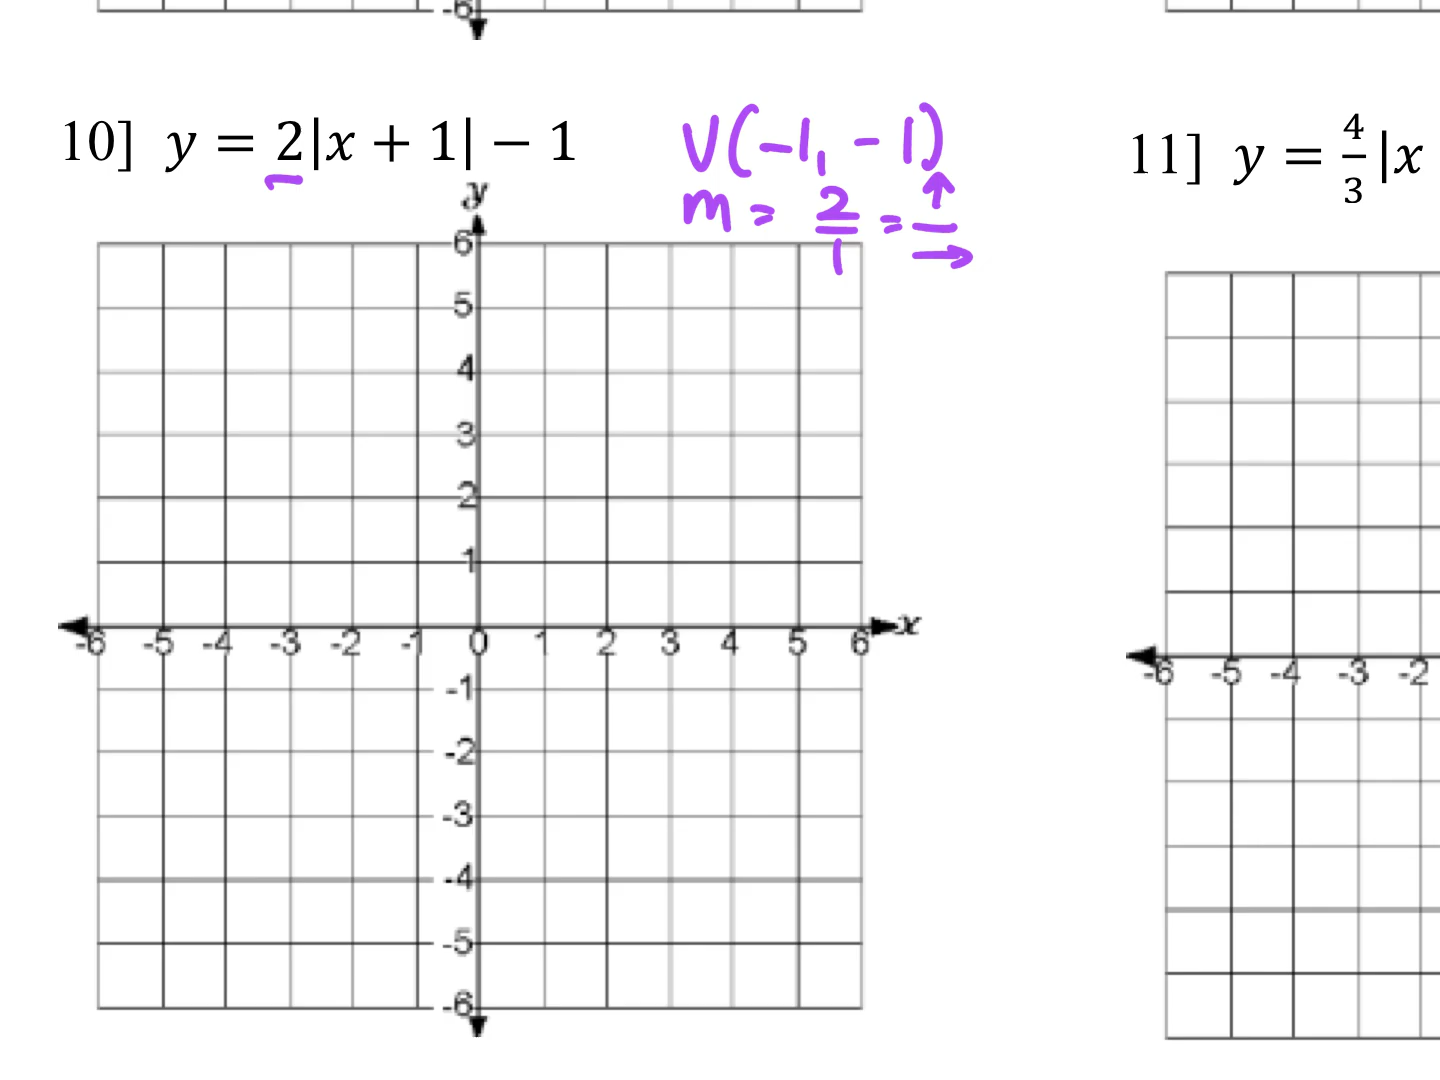 -6
10] y = 2|x + 1| − 1
V(-1, -1)
m = 2/1 = ↑/→
11] y = 4/3 |x
y
6
5
4
3
2
1
-6 -5 -4 -3 -2 -1 0 1 2 3 4 5 6 x
-1
-2
-3
-4
-5
-6
-6 -5 -4 -3 -2